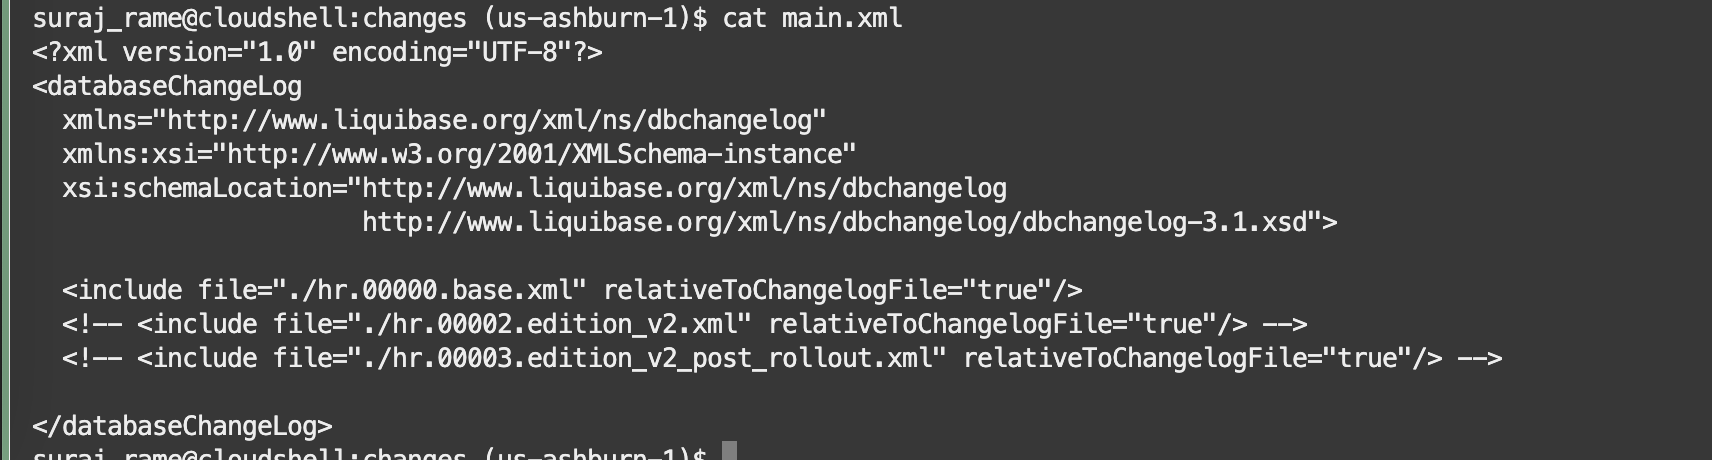 suraj_rame@cloudshell:changes (us-ashburn-1)$ cat main.xml
<?xml version="1.0" encoding="UTF-8"?>
<databaseChangeLog
  xmlns="http://www.liquibase.org/xml/ns/dbchangelog"
  xmlns:xsi="http://www.w3.org/2001/XMLSchema-instance"
  xsi:schemaLocation="http://www.liquibase.org/xml/ns/dbchangelog
                      http://www.liquibase.org/xml/ns/dbchangelog/dbchangelog-3.1.xsd">

  <include file="./hr.00000.base.xml" relativeToChangelogFile="true"/>
  <!-- <include file="./hr.00002.edition_v2.xml" relativeToChangelogFile="true"/> -->
  <!-- <include file="./hr.00003.edition_v2_post_rollout.xml" relativeToChangelogFile="true"/> -->

</databaseChangeLog>
suraj_rame@cloudshell:changes (us-ashburn-1)$